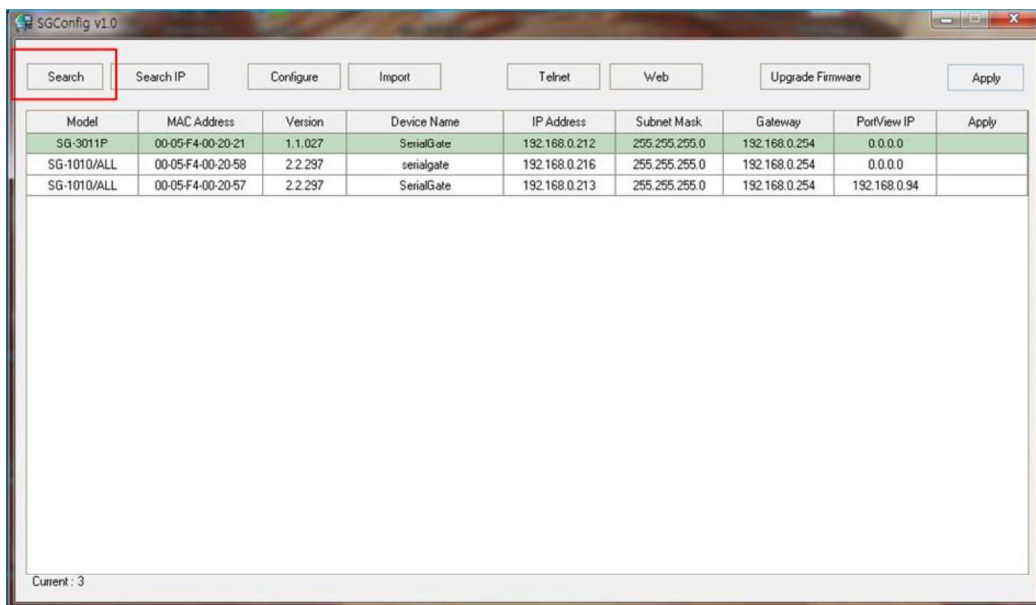 SGConfig v1.0
Search Search IP Configure Import Telnet Web Upgrade Firmware Apply
Model MAC Address Version Device Name IP Address Subnet Mask Gateway PortView IP Apply
SG-3011P 00-05-F4-00-20-21 1.1.027 SerialGate 192.168.0.212 255.255.255.0 192.168.0.254 0.0.0.0
SG-1010/ALL 00-05-F4-00-20-58 2.2.297 serialgate 192.168.0.216 255.255.255.0 192.168.0.254 0.0.0.0
SG-1010/ALL 00-05-F4-00-20-57 2.2.297 SerialGate 192.168.0.213 255.255.255.0 192.168.0.254 192.168.0.94
Current : 3